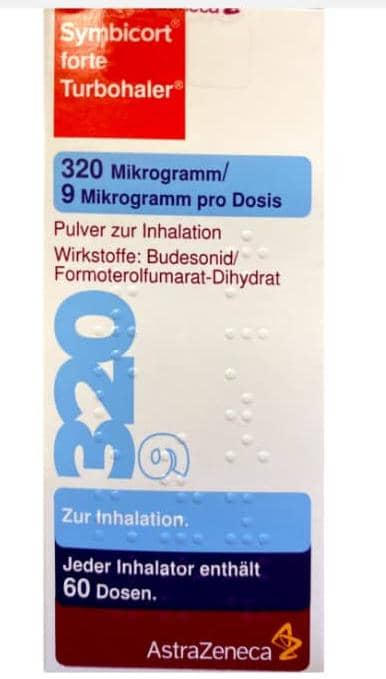 Symbicort®
forte
Turbohaler®
320 Mikrogramm/
9 Mikrogramm pro Dosis
Pulver zur Inhalation
Wirkstoffe: Budesonid/
Formoterolfumarat-Dihydrat
320
9
Zur Inhalation.
Jeder Inhalator enthält
60 Dosen.
AstraZeneca